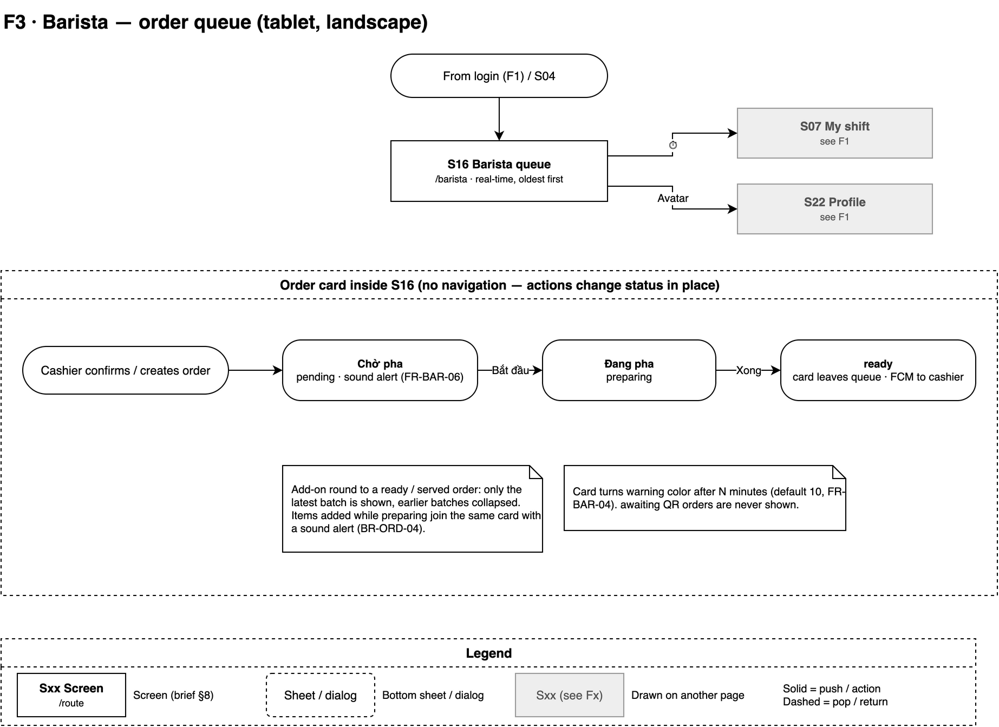 F3 · Barista — order queue (tablet, landscape)
From login (F1) / S04
S16 Barista queue
/barista · real-time, oldest first
⏱
Avatar
S07 My shift
see F1
S22 Profile
see F1
Order card inside S16 (no navigation — actions change status in place)
Cashier confirms / creates order
Chờ pha
pending · sound alert (FR-BAR-06)
Bắt đầu
Đang pha
preparing
Xong
ready
card leaves queue · FCM to cashier
Add-on round to a ready / served order: only the
latest batch is shown, earlier batches collapsed.
Items added while preparing join the same card with
a sound alert (BR-ORD-04).
Card turns warning color after N minutes (default 10, FR-
BAR-04). awaiting QR orders are never shown.
Legend
Sxx Screen
/route
Screen (brief §8)
Sheet / dialog
Bottom sheet / dialog
Sxx (see Fx)
Drawn on another page
Solid = push / action
Dashed = pop / return